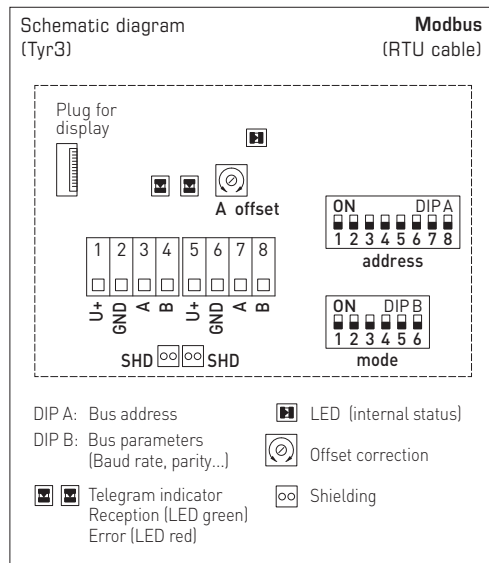 Schematic diagram
(Tyr3)
Modbus
(RTU cable)
Plug for
display
A offset
ON DIP A
1 2 3 4 5 6 7 8
address
1 2 3 4 5 6 7 8
U+ GND A B U+ GND A B
ON DIP B
1 2 3 4 5 6
mode
SHD SHD
DIP A: Bus address
DIP B: Bus parameters
(Baud rate, parity...)
Telegram indicator
Reception (LED green)
Error (LED red)
LED (internal status)
Offset correction
Shielding